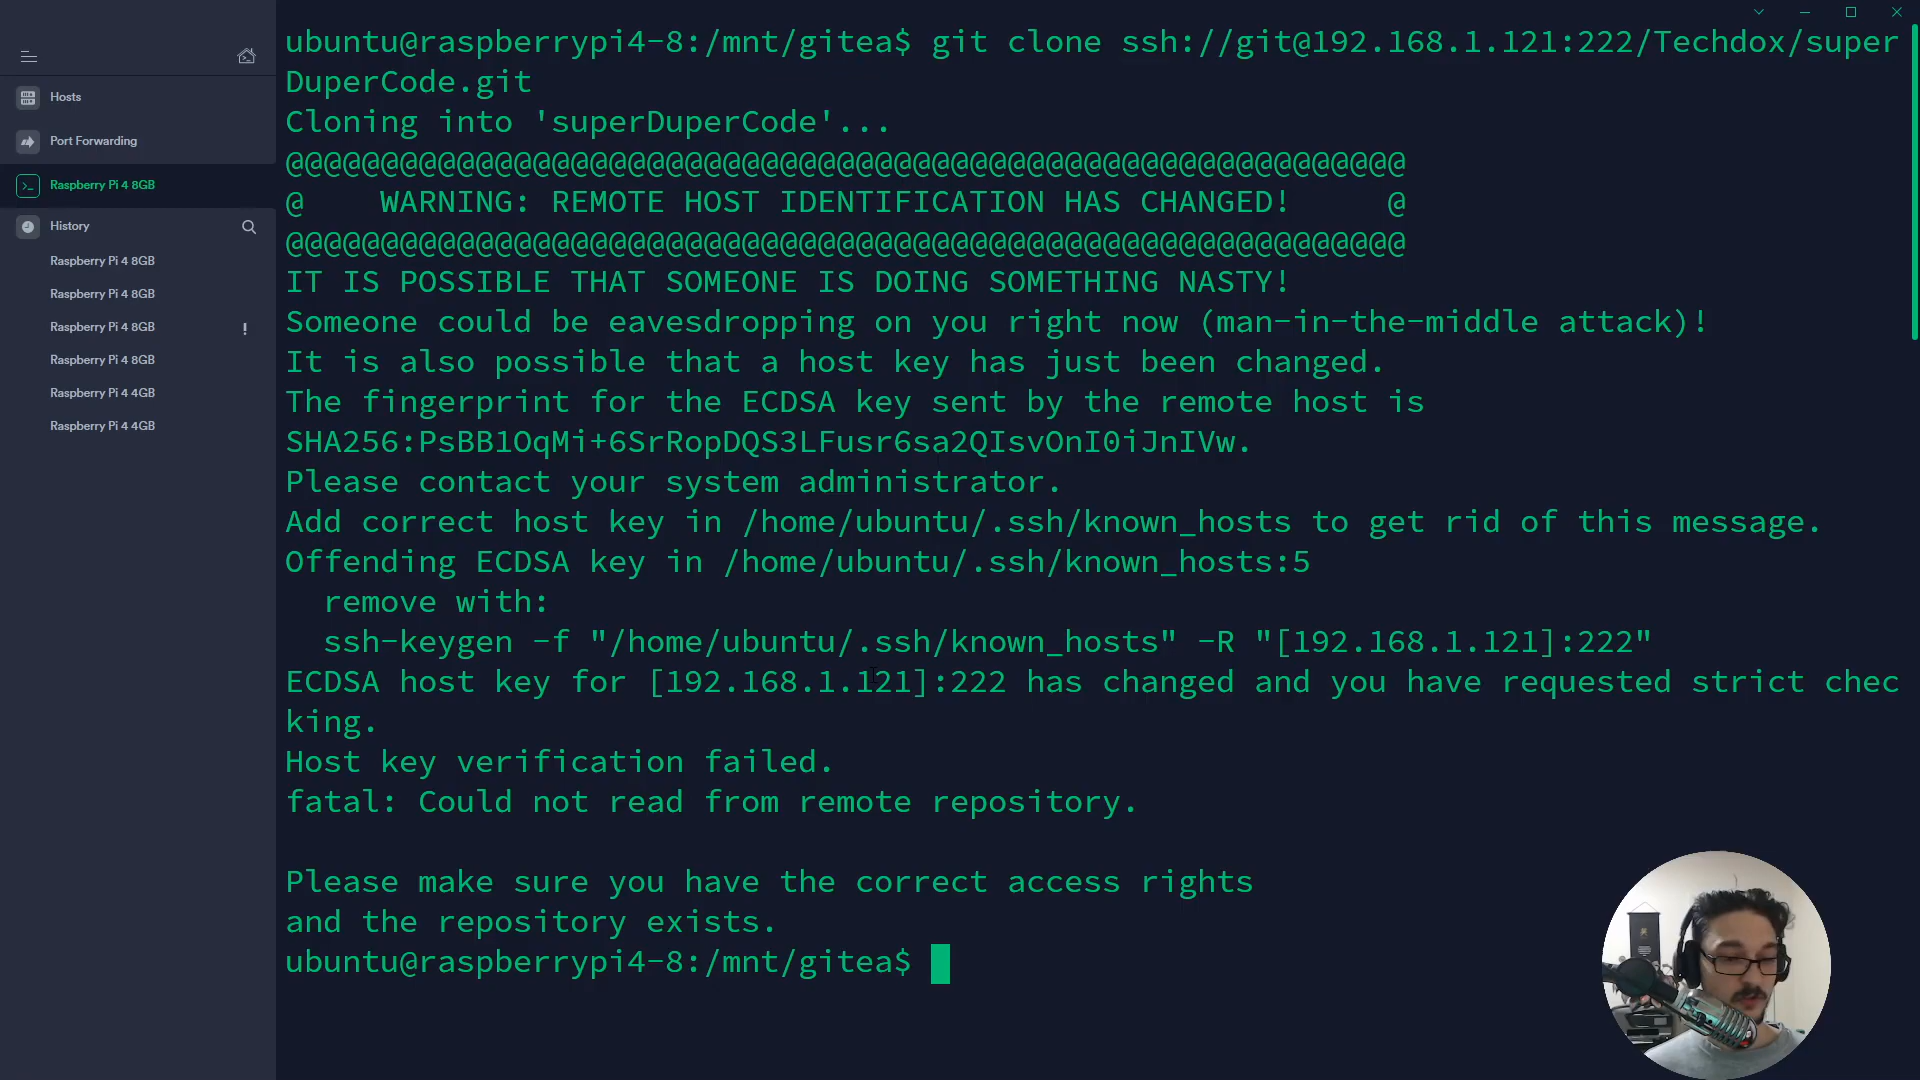 Hosts
Port Forwarding
Raspberry Pi 4 8GB
History
Raspberry Pi 4 8GB
Raspberry Pi 4 8GB
Raspberry Pi 4 8GB !
Raspberry Pi 4 8GB
Raspberry Pi 4 4GB
Raspberry Pi 4 4GB
ubuntu@raspberrypi4-8:/mnt/gitea$ git clone ssh://git@192.168.1.121:222/Techdox/super
DuperCode.git
Cloning into 'superDuperCode'...
@@@@@@@@@@@@@@@@@@@@@@@@@@@@@@@@@@@@@@@@@@@@@@@@@@@@@@@@@@@
@    WARNING: REMOTE HOST IDENTIFICATION HAS CHANGED!     @
@@@@@@@@@@@@@@@@@@@@@@@@@@@@@@@@@@@@@@@@@@@@@@@@@@@@@@@@@@@
IT IS POSSIBLE THAT SOMEONE IS DOING SOMETHING NASTY!
Someone could be eavesdropping on you right now (man-in-the-middle attack)!
It is also possible that a host key has just been changed.
The fingerprint for the ECDSA key sent by the remote host is
SHA256:PsBB1OqMi+6SrRopDQS3LFusr6sa2QIsvOnI0iJnIVw.
Please contact your system administrator.
Add correct host key in /home/ubuntu/.ssh/known_hosts to get rid of this message.
Offending ECDSA key in /home/ubuntu/.ssh/known_hosts:5
  remove with:
  ssh-keygen -f "/home/ubuntu/.ssh/known_hosts" -R "[192.168.1.121]:222"
ECDSA host key for [192.168.1.121]:222 has changed and you have requested strict chec
king.
Host key verification failed.
fatal: Could not read from remote repository.
Please make sure you have the correct access rights
and the repository exists.
ubuntu@raspberrypi4-8:/mnt/gitea$